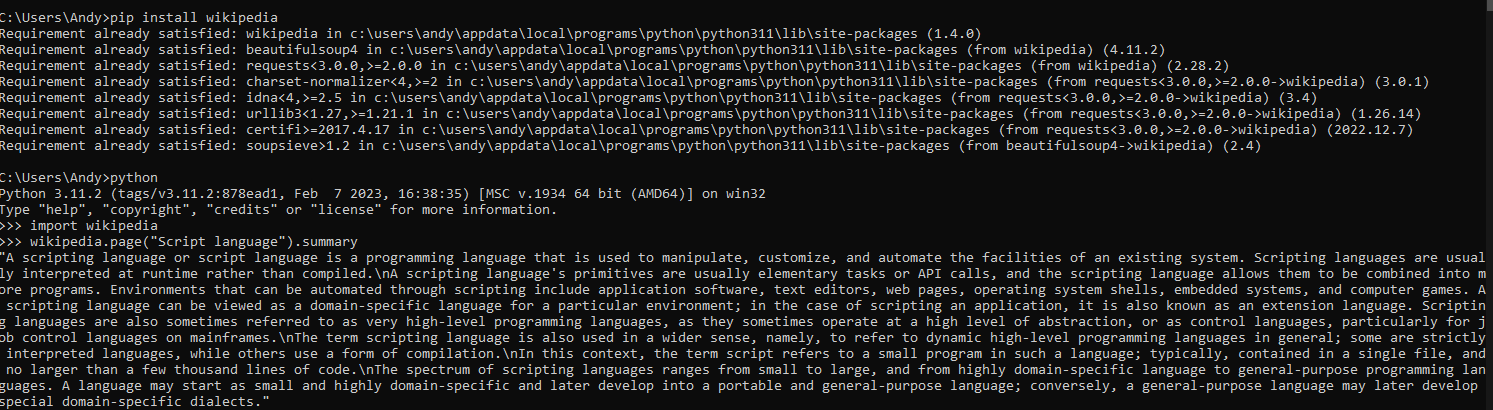 C:\Users\Andy>pip install wikipedia
Requirement already satisfied: wikipedia in c:\users\andy\appdata\local\programs\python\python311\lib\site-packages (1.4.0)
Requirement already satisfied: beautifulsoup4 in c:\users\andy\appdata\local\programs\python\python311\lib\site-packages (from wikipedia) (4.11.2)
Requirement already satisfied: requests<3.0.0,>=2.0.0 in c:\users\andy\appdata\local\programs\python\python311\lib\site-packages (from wikipedia) (2.28.2)
Requirement already satisfied: charset-normalizer<4,>=2 in c:\users\andy\appdata\local\programs\python\python311\lib\site-packages (from requests<3.0.0,>=2.0.0->wikipedia) (3.0.1)
Requirement already satisfied: idna<4,>=2.5 in c:\users\andy\appdata\local\programs\python\python311\lib\site-packages (from requests<3.0.0,>=2.0.0->wikipedia) (3.4)
Requirement already satisfied: urllib3<1.27,>=1.21.1 in c:\users\andy\appdata\local\programs\python\python311\lib\site-packages (from requests<3.0.0,>=2.0.0->wikipedia) (1.26.14)
Requirement already satisfied: certifi>=2017.4.17 in c:\users\andy\appdata\local\programs\python\python311\lib\site-packages (from requests<3.0.0,>=2.0.0->wikipedia) (2022.12.7)
Requirement already satisfied: soupsieve>1.2 in c:\users\andy\appdata\local\programs\python\python311\lib\site-packages (from beautifulsoup4->wikipedia) (2.4)
C:\Users\Andy>python
Python 3.11.2 (tags/v3.11.2:878ead1, Feb  7 2023, 16:38:35) [MSC v.1934 64 bit (AMD64)] on win32
Type "help", "copyright", "credits" or "license" for more information.
>>> import wikipedia
>>> wikipedia.page("Script language").summary
"A scripting language or script language is a programming language that is used to manipulate, customize, and automate the facilities of an existing system. Scripting languages are usual
ly interpreted at runtime rather than compiled.\nA scripting language's primitives are usually elementary tasks or API calls, and the scripting language allows them to be combined into m
ore programs. Environments that can be automated through scripting include application software, text editors, web pages, operating system shells, embedded systems, and computer games. A
 scripting language can be viewed as a domain-specific language for a particular environment; in the case of scripting an application, it is also known as an extension language. Scriptin
g languages are also sometimes referred to as very high-level programming languages, as they sometimes operate at a high level of abstraction, or as control languages, particularly for j
ob control languages on mainframes.\nThe term scripting language is also used in a wider sense, namely, to refer to dynamic high-level programming languages in general; some are strictly
 interpreted languages, while others use a form of compilation.\nIn this context, the term script refers to a small program in such a language; typically, contained in a single file, and
 no larger than a few thousand lines of code.\nThe spectrum of scripting languages ranges from small to large, and from highly domain-specific language to general-purpose programming lan
guages. A language may start as small and highly domain-specific and later develop into a portable and general-purpose language; conversely, a general-purpose language may later develop
special domain-specific dialects."